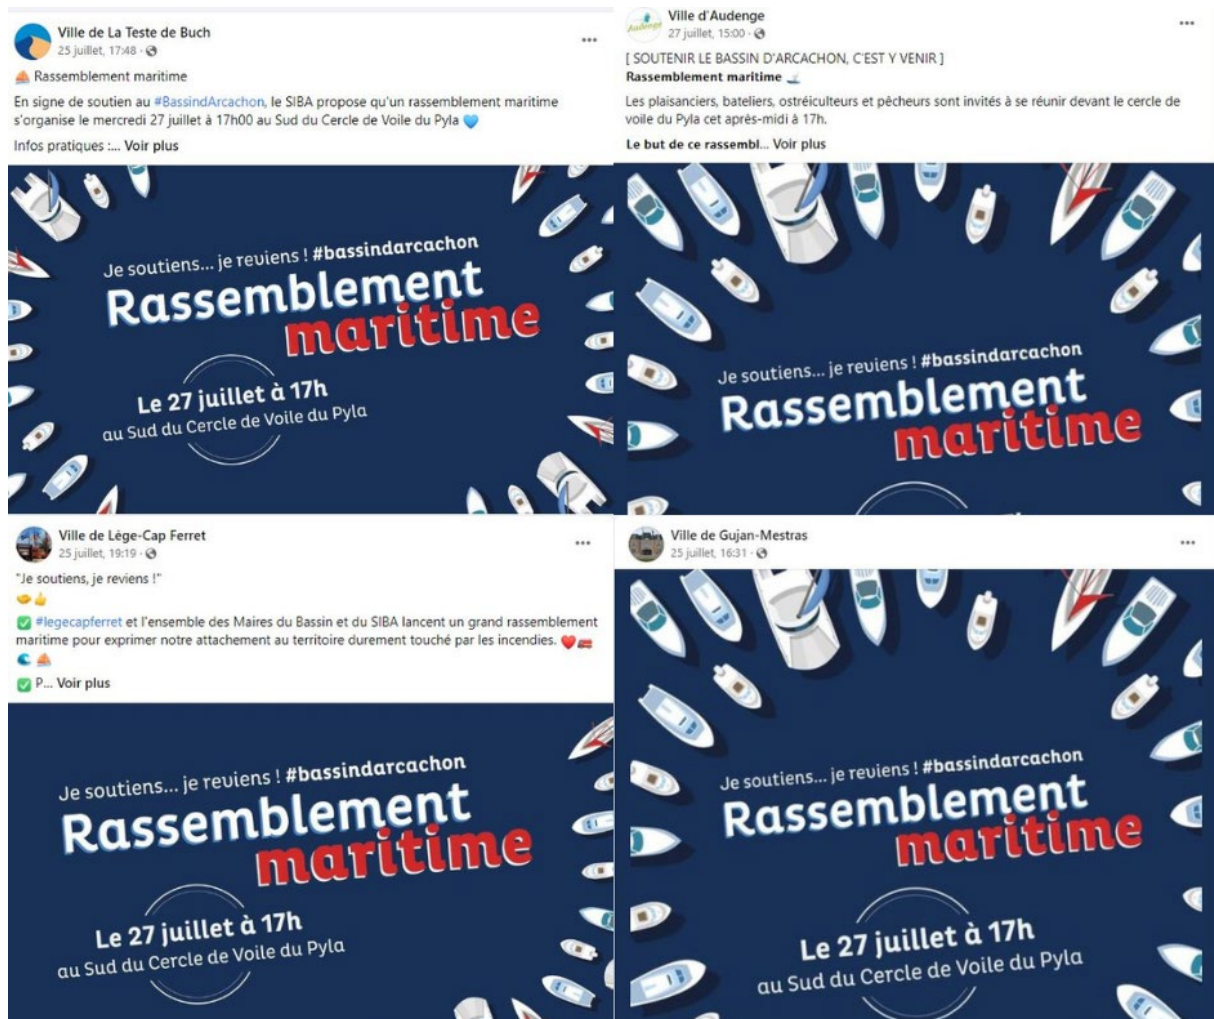 Ville de La Teste de Buch
25 juillet, 17:48 ·
Rassemblement maritime
En signe de soutien au #BassindArcachon, le SIBA propose qu'un rassemblement maritime
s'organise le mercredi 27 juillet à 17h00 au Sud du Cercle de Voile du Pyla
Infos pratiques :... Voir plus
Je soutiens... je reviens ! #bassindarcachon
Rassemblement
maritime
Le 27 juillet à 17h
au Sud du Cercle de Voile du Pyla
Audenge
Ville d'Audenge
27 juillet, 15:00 ·
[ SOUTENIR LE BASSIN D'ARCACHON, C'EST Y VENIR ]
Rassemblement maritime
Les plaisanciers, bateliers, ostréiculteurs et pêcheurs sont invités à se réunir devant le cercle de
voile du Pyla cet après-midi à 17h.
Le but de ce rassembl... Voir plus
Je soutiens... je reviens ! #bassindarcachon
Rassemblement
maritime
Ville de Lège-Cap Ferret
25 juillet, 19:19 ·
"Je soutiens, je reviens !"
#legecapferret et l'ensemble des Maires du Bassin et du SIBA lancent un grand rassemblement
maritime pour exprimer notre attachement au territoire durement touché par les incendies.
P... Voir plus
Je soutiens... je reviens ! #bassindarcachon
Rassemblement
maritime
Le 27 juillet à 17h
au Sud du Cercle de Voile du Pyla
Ville de Gujan-Mestras
25 juillet, 16:31 ·
Je soutiens... je reviens ! #bassindarcachon
Rassemblement
maritime
Le 27 juillet à 17h
au Sud du Cercle de Voile du Pyla